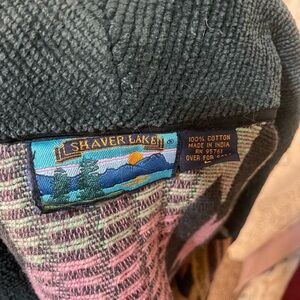 SHAVER LAKE
®
100% COTTON
MADE IN INDIA
RN 95761
OVER FOR